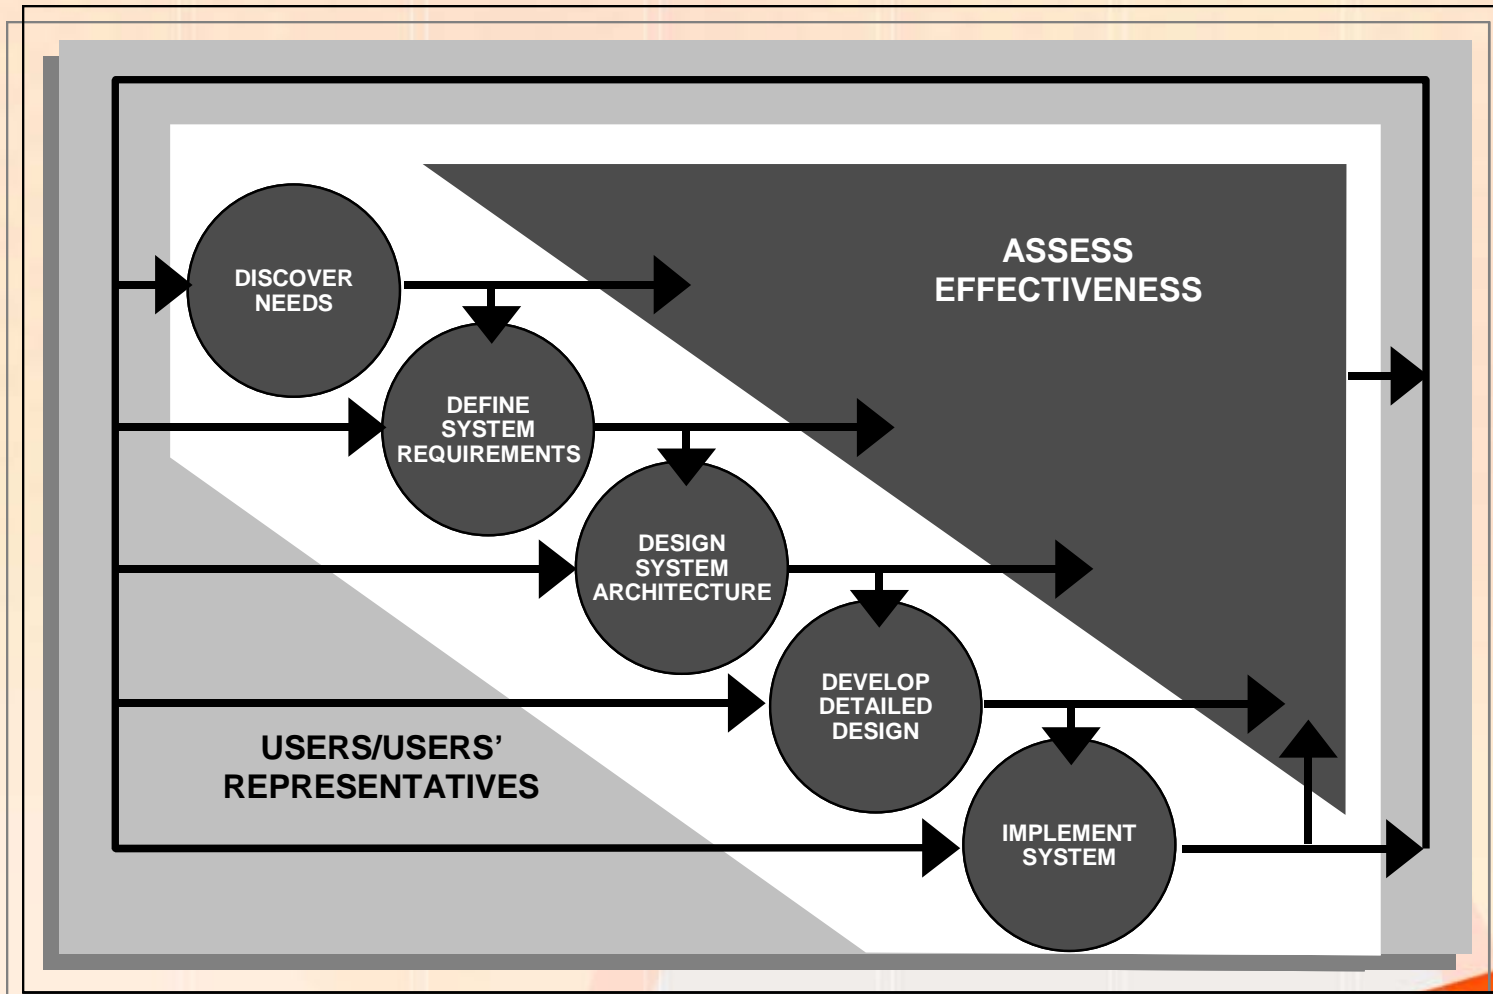 ASSESS
EFFECTIVENESS
DISCOVER
NEEDS
DEFINE
SYSTEM
REQUIREMENTS
DESIGN
SYSTEM
ARCHITECTURE
DEVELOP
DETAILED
DESIGN
USERS/USERS’
REPRESENTATIVES
IMPLEMENT
SYSTEM